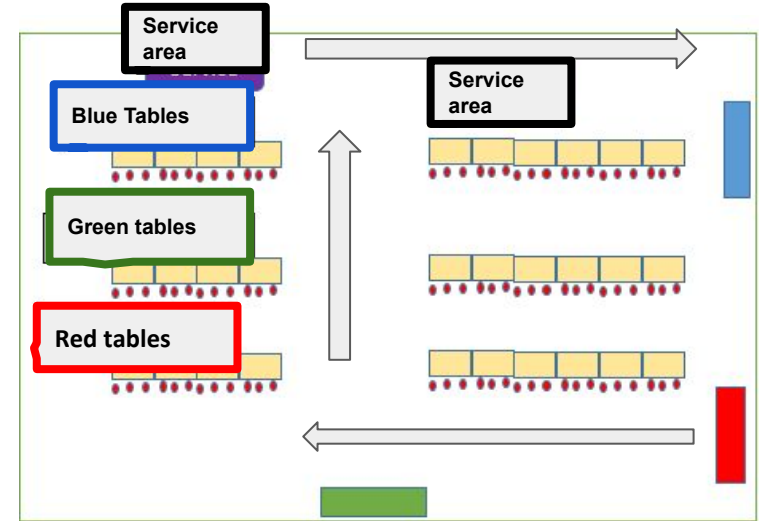 Service
area
Service
area
Blue Tables
Green tables
Red tables